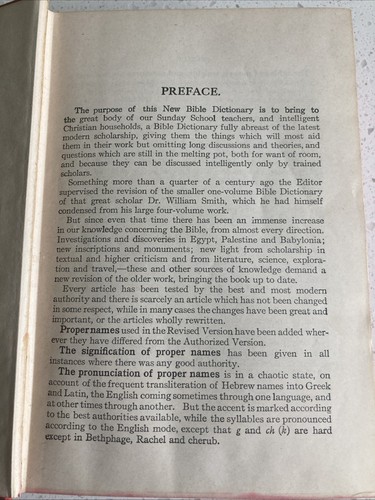 PREFACE.
The purpose of this New Bible Dictionary is to bring to
the great body of our Sunday School teachers, and intelligent
Christian households, a Bible Dictionary fully abreast of the latest
modern scholarship, giving them the things which will most aid
them in their work but omitting long discussions and theories, and
questions which are still in the melting pot, both for want of room,
and because they can be discussed intelligently only by trained
scholars.
Something more than a quarter of a century ago the Editor
supervised the revision of the smaller one-volume Bible Dictionary
of that great scholar Dr. William Smith, which he had himself
condensed from his large four-volume work.
But since even that time there has been an immense increase
in our knowledge concerning the Bible, from almost every direction.
Investigations and discoveries in Egypt, Palestine and Babylonia;
new inscriptions and monuments; new light from scholarship in
textual and higher criticism and from literature, science, explora-
tion and travel,—these and other sources of knowledge demand a
new revision of the older work, bringing the book up to date.
Every article has been tested by the best and most modern
authority and there is scarcely an article which has not been changed
in some respect, while in many cases the changes have been great and
important, or the articles wholly rewritten.
Proper names used in the Revised Version have been added wher-
ever they have differed from the Authorized Version.
The signification of proper names has been given in all
instances where there was any good authority.
The pronunciation of proper names is in a chaotic state, on
account of the frequent transliteration of Hebrew names into Greek
and Latin, the English coming sometimes through one language, and
at other times through another. But the accent is marked according
to the best authorities available, while the syllables are pronounced
according to the English mode, except that g and ch (k) are hard
except in Bethphage, Rachel and cherub.